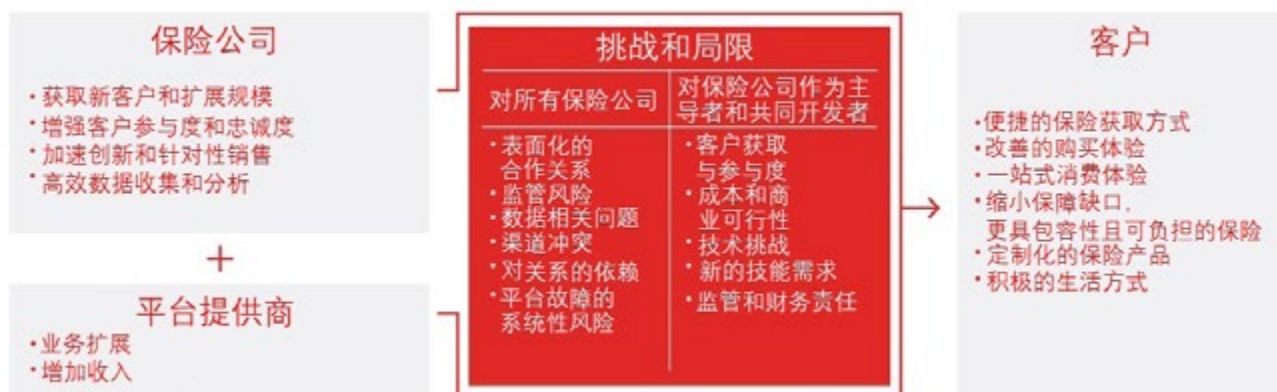 保险公司
• 获取新客户和扩展规模
• 增强客户参与度和忠诚度
• 加速创新和针对性销售
• 高效数据收集和分析
+
平台提供商
• 业务扩展
• 增加收入
挑战和局限
对所有保险公司
• 表面化的
合作关系
• 监管风险
• 数据相关问题
• 渠道冲突
• 对关系的依赖
• 平台故障的
系统性风险
对保险公司作为主
导者和共同开发者
• 客户获取
与参与度
• 成本和商
业可行性
• 技术挑战
• 新的技能需求
• 监管和财务责任
客户
• 便捷的保险获取方式
• 改善的购买体验
• 一站式消费体验
• 缩小保障缺口,
更具包容性且可负担的保险
• 定制化的保险产品
• 积极的生活方式